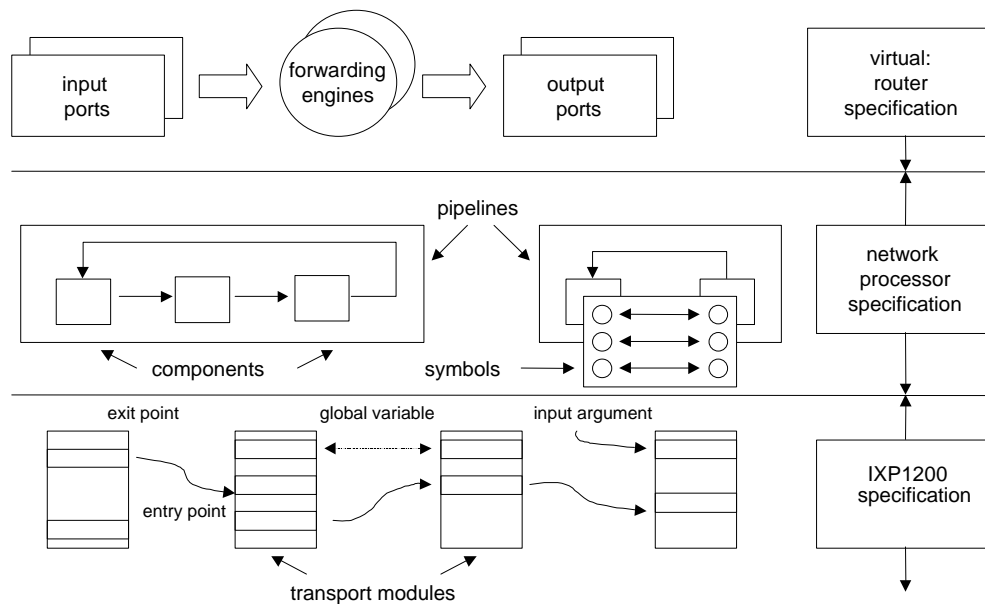 input
ports
forwarding
engines
output
ports
virtual:
router
specification
pipelines
network
processor
specification
components
symbols
exit point
global variable
input argument
IXP1200
specification
entry point
transport modules